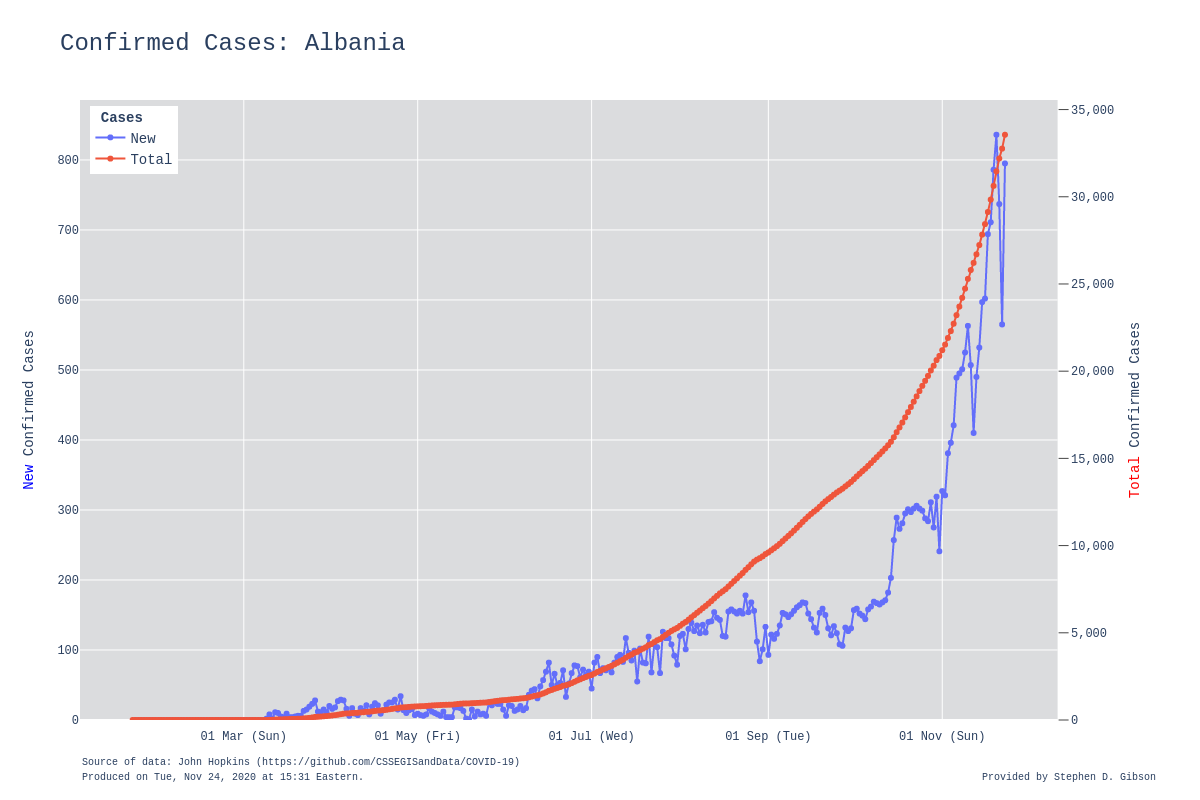 Confirmed Cases: Albania
Cases
New
Total
800
700
600
500
400
300
200
100
0
35,000
30,000
25,000
20,000
15,000
10,000
5,000
0
New Confirmed Cases
Total Confirmed Cases
01 Mar (Sun)
01 May (Fri)
01 Jul (Wed)
01 Sep (Tue)
01 Nov (Sun)
Source of data: John Hopkins (https://github.com/CSSEGISandData/COVID-19)
Produced on Tue, Nov 24, 2020 at 15:31 Eastern.
Provided by Stephen D. Gibson